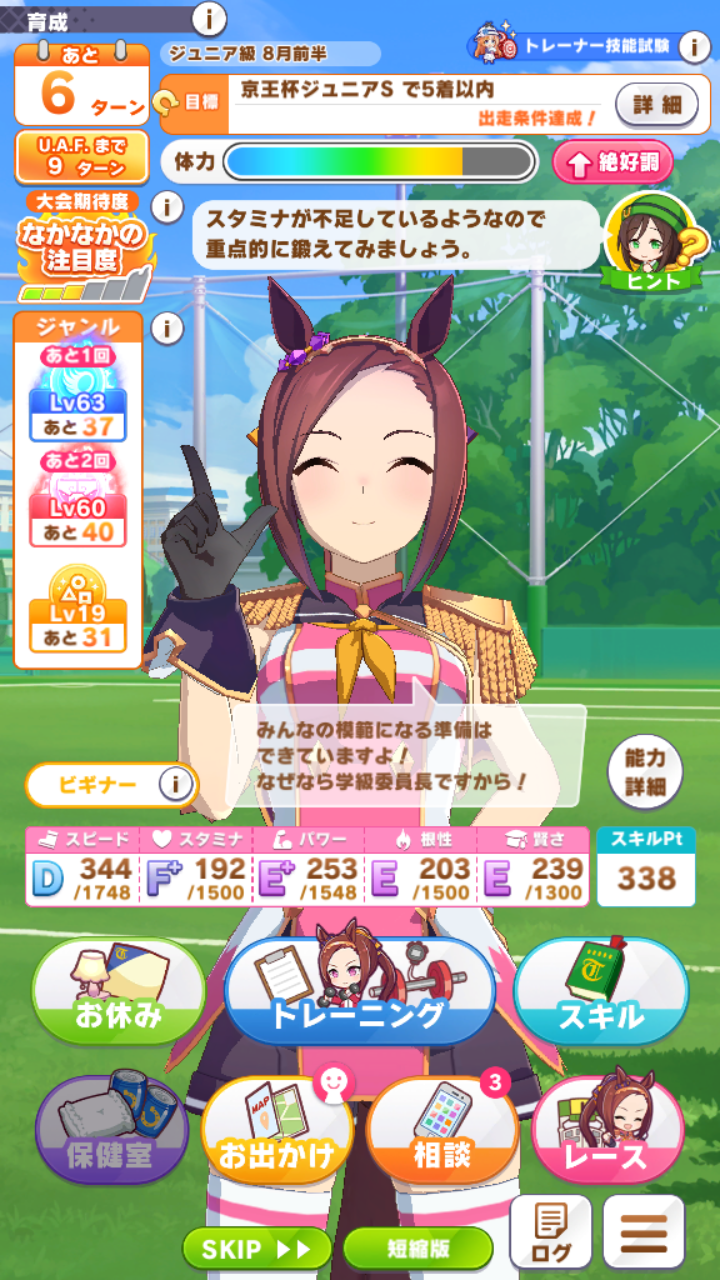 育成
i
あと
6 ターン
ジュニア級 8月前半
トレーナー技能試験
i
目標
京王杯ジュニアS で5着以内
出走条件達成！
詳細
U.A.F.まで
9 ターン
体力
絶好調
大会期待度
i
なかなかの
注目度
スタミナが不足しているようなので
重点的に鍛えてみましょう。
ヒント
ジャンル
i
あと1回
Lv63
あと37
あと2回
Lv60
あと40
Lv19
あと31
みんなの模範になる準備は
できていますよ！
なぜなら学級委員長ですから！
ビギナー
i
能力
詳細
スピード
スタミナ
パワー
根性
賢さ
スキルPt
D 344 /1748
F+ 192 /1500
E+ 253 /1548
E 203 /1500
E 239 /1300
338
お休み
トレーニング
スキル
保健室
MAP
お出かけ
3
相談
レース
SKIP
短縮版
ログ